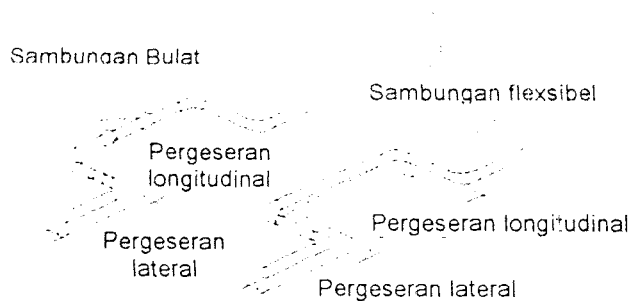 Sambungan Bulat
Sambungan flexsibel
Pergeseran
longitudinal
Pergeseran
lateral
Pergeseran longitudinal
Pergeseran lateral